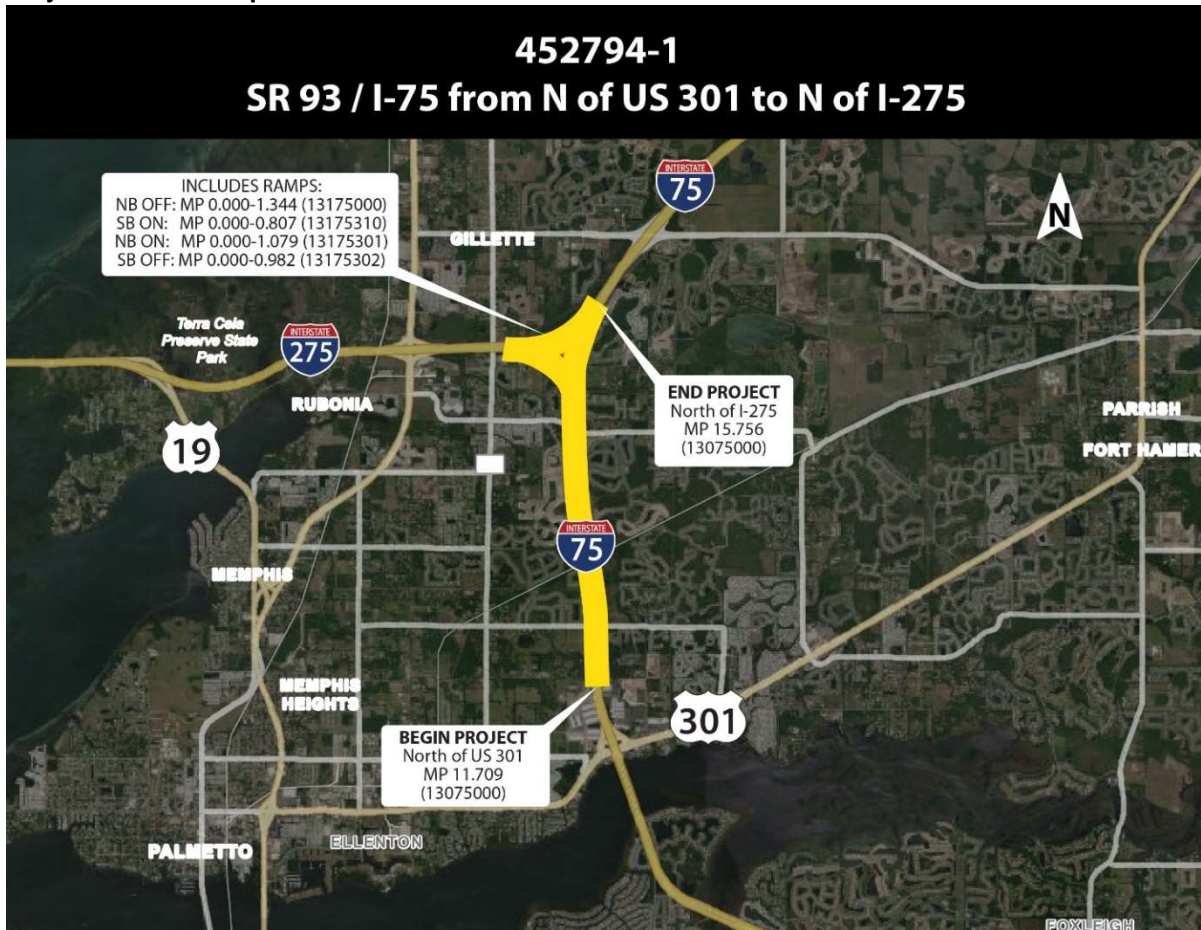 452794-1
SR 93 / I-75 from N of US 301 to N of I-275
INCLUDES RAMPS:
NB OFF: MP 0.000-1.344 (13175000)
SB ON: MP 0.000-0.807 (13175310)
NB ON: MP 0.000-1.079 (13175301)
SB OFF: MP 0.000-0.982 (13175302)
INTERSTATE
75
N
GILLETTE
Terra Ceia
Preserve State
Park
INTERSTATE
275
RUBONIA
END PROJECT
North of I-275
MP 15.756
(13075000)
PARRISH
FORT HAMER
19
INTERSTATE
75
MEMPHIS
MEMPHIS
HEIGHTS
301
BEGIN PROJECT
North of US 301
MP 11.709
(13075000)
ELLENTON
PALMETTO
FOXLEIGH